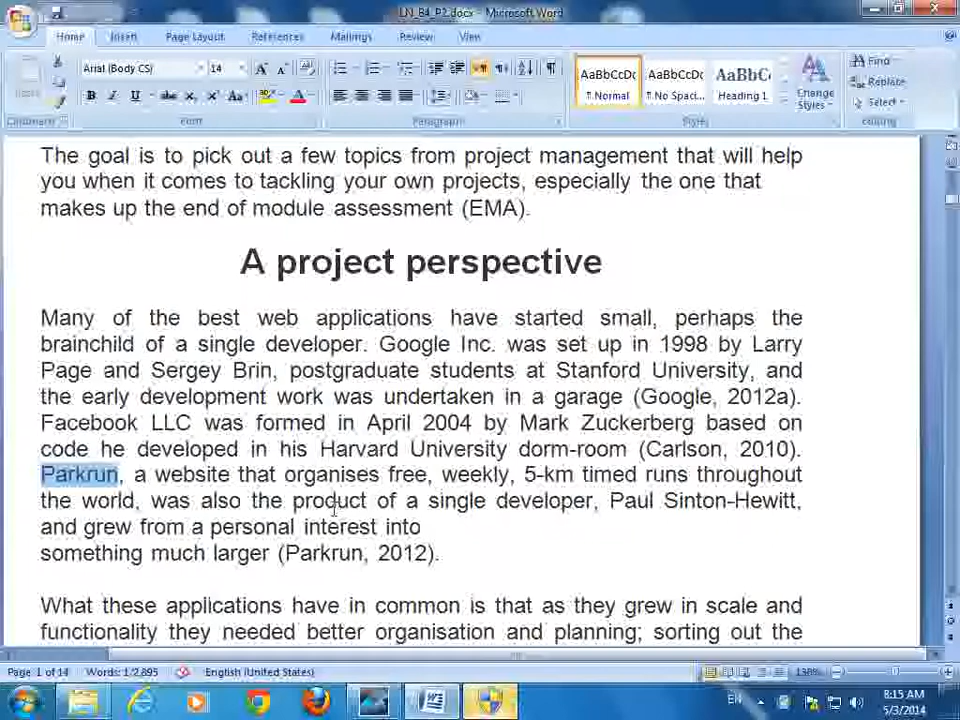 LN_B4_P2.docx - Microsoft Word
Home Insert Page Layout References Mailings Review View
Arial (Body CS) 14
Find
Replace
Select
B I U
AaBbCcDc AaBbCcDc AaBbC
¶ Normal ¶ No Spaci... Heading 1
Change Styles
Font Paragraph Styles Editing
The goal is to pick out a few topics from project management that will help
you when it comes to tackling your own projects, especially the one that
makes up the end of module assessment (EMA).
A project perspective
Many of the best web applications have started small, perhaps the
brainchild of a single developer. Google Inc. was set up in 1998 by Larry
Page and Sergey Brin, postgraduate students at Stanford University, and
the early development work was undertaken in a garage (Google, 2012a).
Facebook LLC was formed in April 2004 by Mark Zuckerberg based on
code he developed in his Harvard University dorm-room (Carlson, 2010).
Parkrun, a website that organises free, weekly, 5-km timed runs throughout
the world, was also the product of a single developer, Paul Sinton-Hewitt,
and grew from a personal interest into
something much larger (Parkrun, 2012).
What these applications have in common is that as they grew in scale and
functionality they needed better organisation and planning; sorting out the
Page: 1 of 14 Words: 1/2,895 English (United States) 138%
EN
8:15 AM
5/3/2014